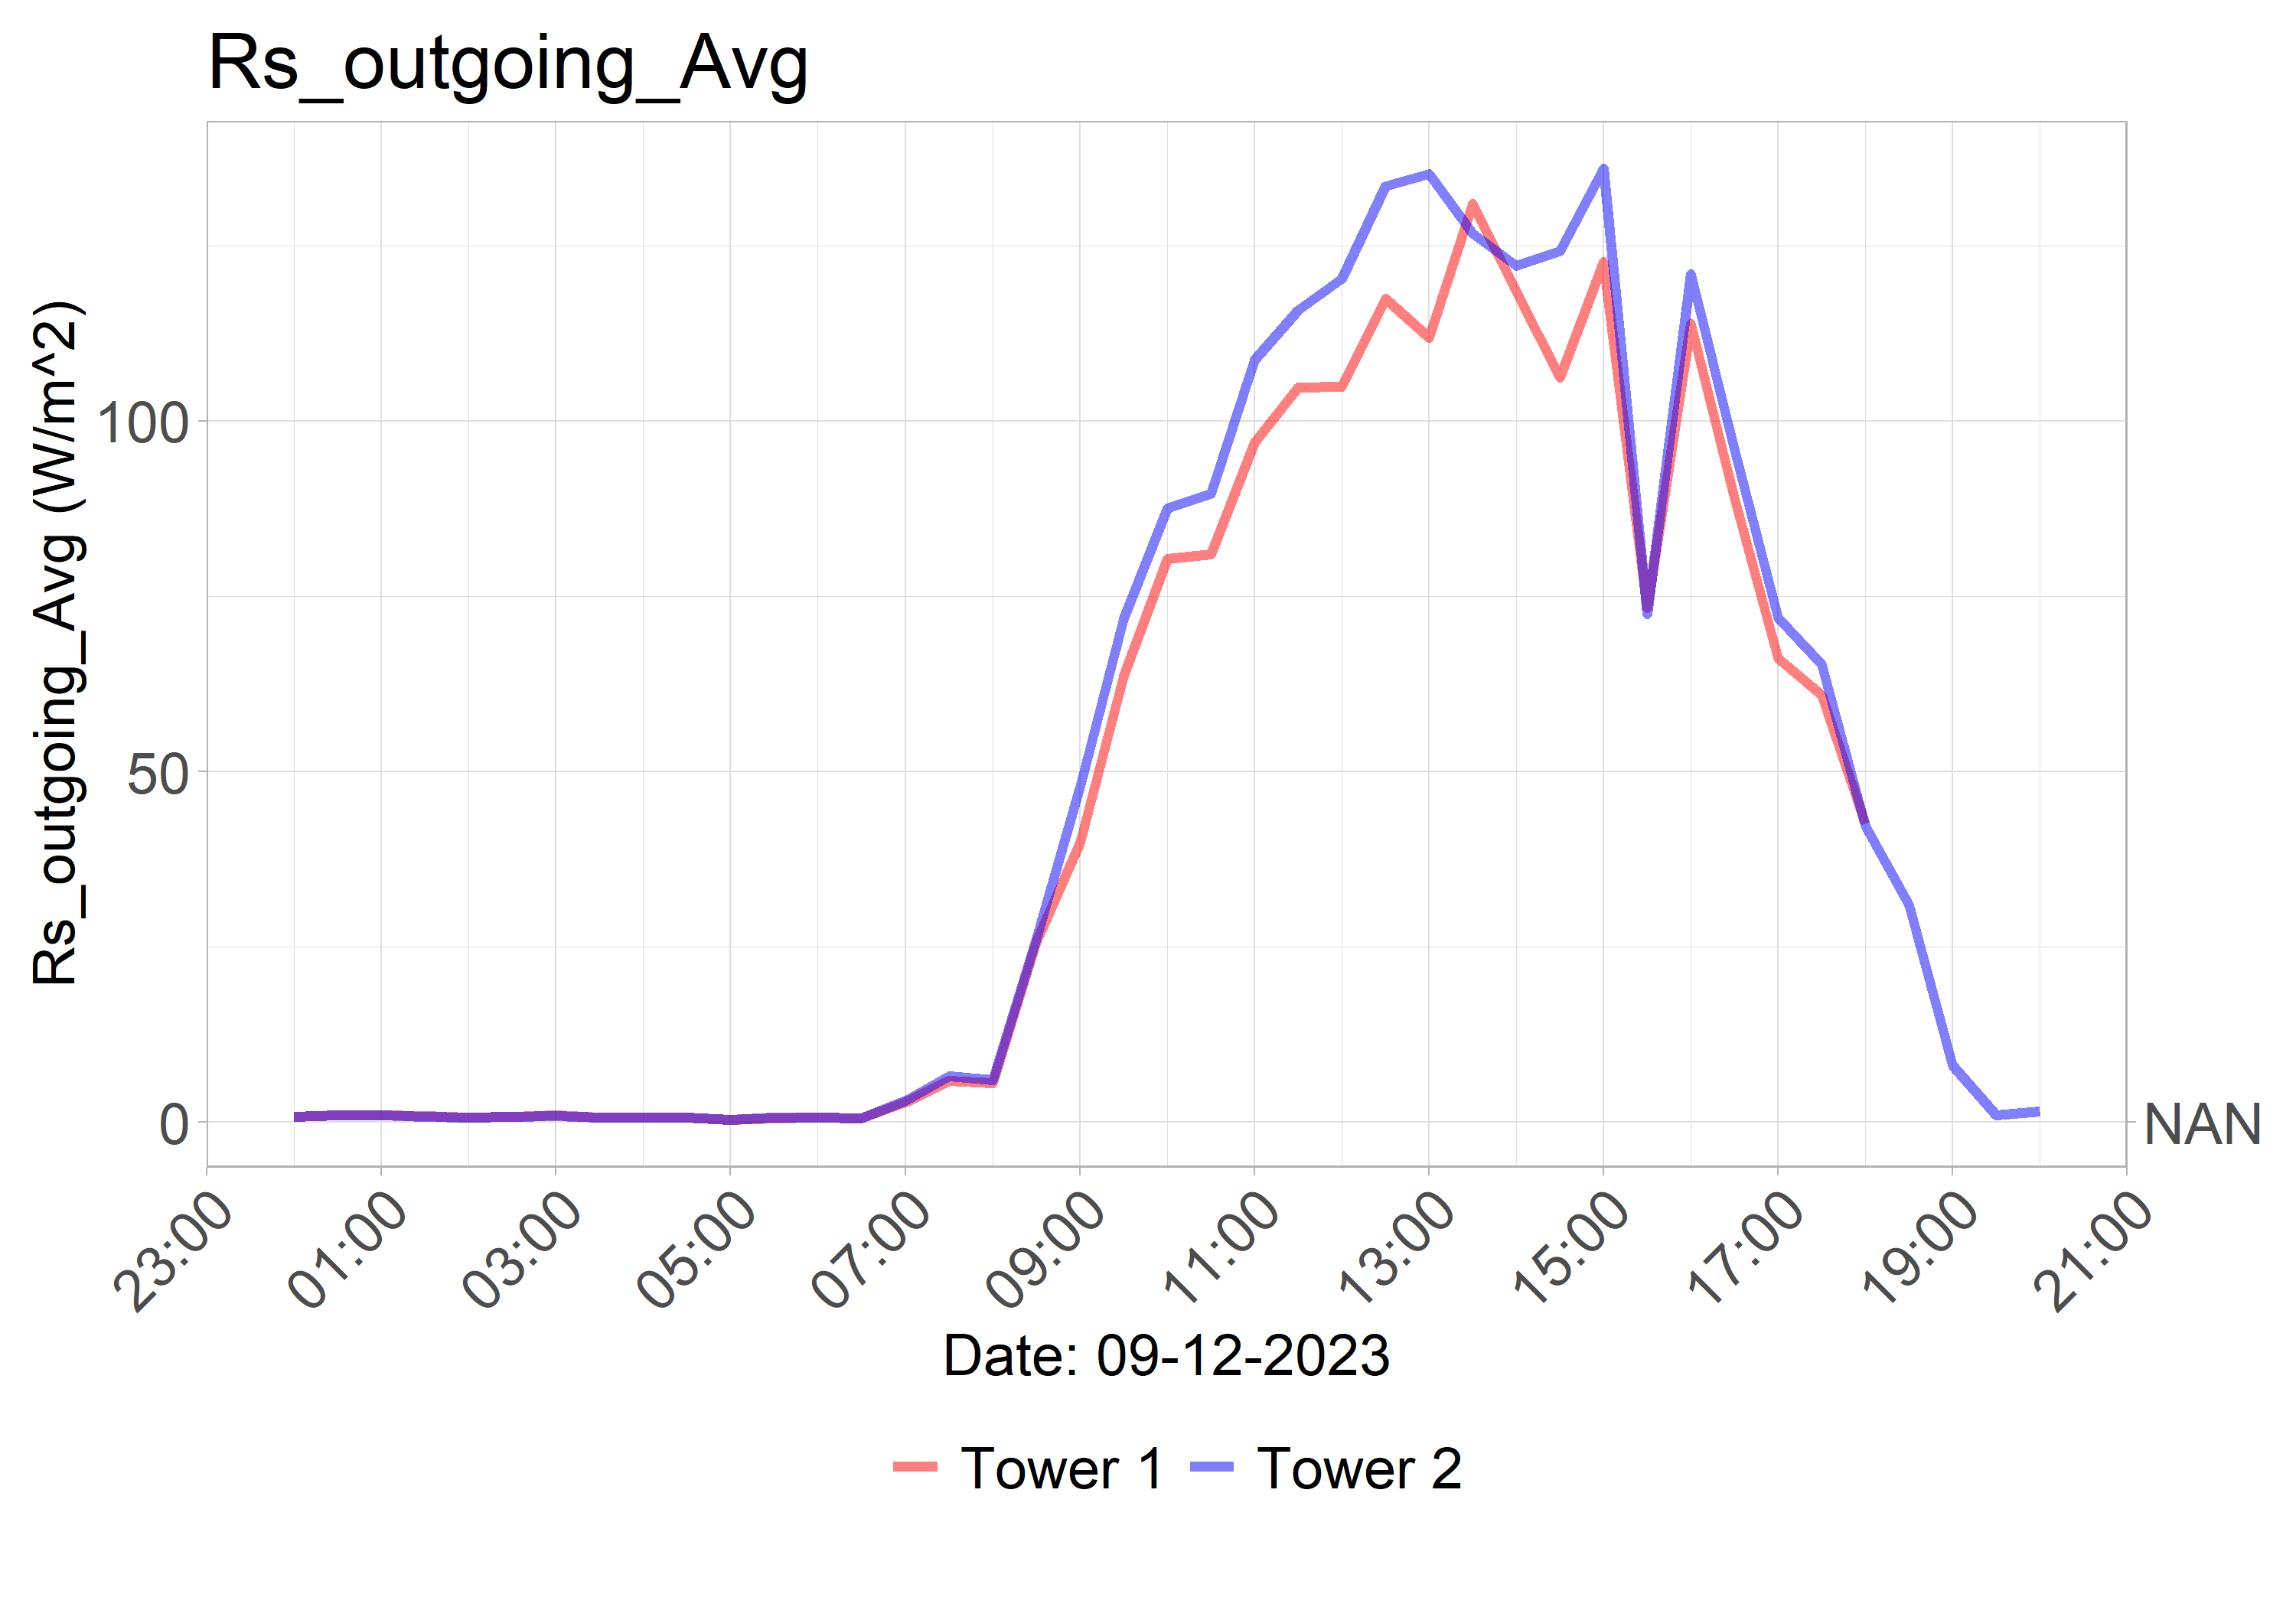 Rs_outgoing_Avg
Rs_outgoing_Avg (W/m^2)
100
50
0
NAN
23:00 01:00 03:00 05:00 07:00 09:00 11:00 13:00 15:00 17:00 19:00 21:00
Date: 09-12-2023
Tower 1 Tower 2